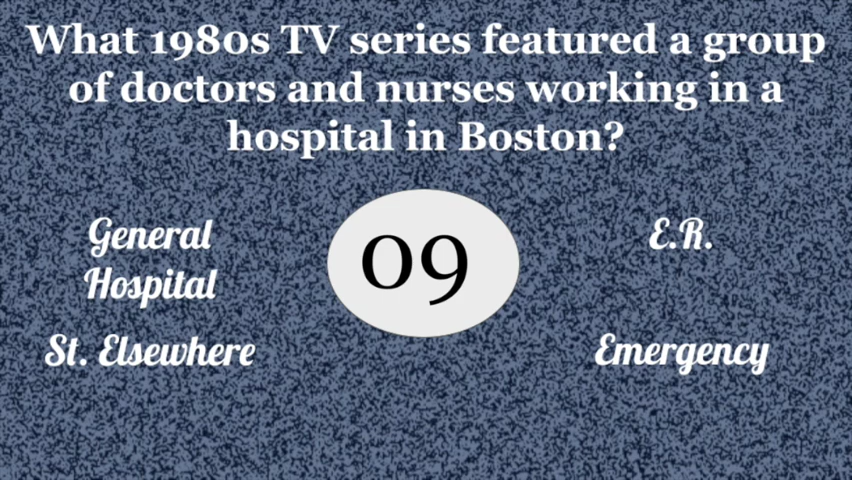 What 1980s TV series featured a group
of doctors and nurses working in a
hospital in Boston?
General
Hospital
E.R.
09
St. Elsewhere
Emergency